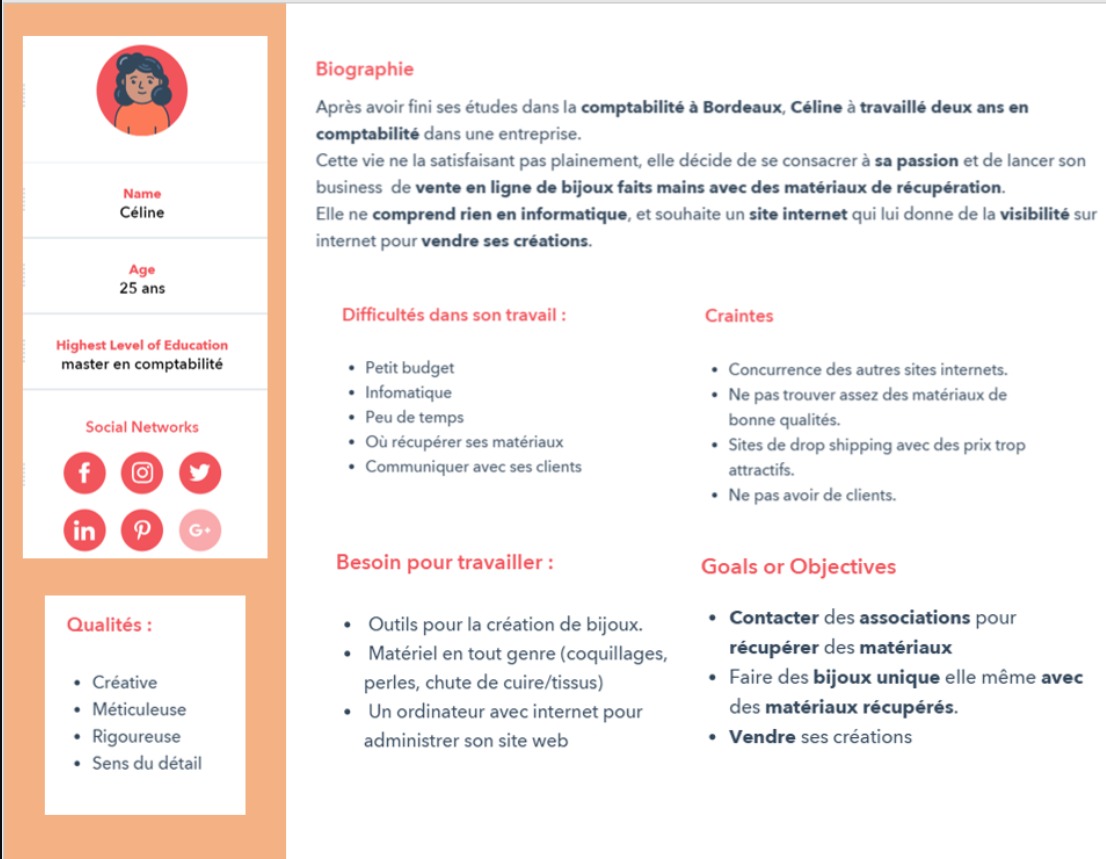 Name
Céline
Age
25 ans
Highest Level of Education
master en comptabilité
Social Networks
f
in
G+
Qualités :
• Créative
• Méticuleuse
• Rigoureuse
• Sens du détail
Biographie
Après avoir fini ses études dans la comptabilité à Bordeaux, Céline à travaillé deux ans en
comptabilité dans une entreprise.
Cette vie ne la satisfaisant pas plainement, elle décide de se consacrer à sa passion et de lancer son
business de vente en ligne de bijoux faits mains avec des matériaux de récupération.
Elle ne comprend rien en informatique, et souhaite un site internet qui lui donne de la visibilité sur
internet pour vendre ses créations.
Difficultés dans son travail :
• Petit budget
• Infomatique
• Peu de temps
• Où récupérer ses matériaux
• Communiquer avec ses clients
Craintes
• Concurrence des autres sites internets.
• Ne pas trouver assez des matériaux de
bonne qualités.
• Sites de drop shipping avec des prix trop
attractifs.
• Ne pas avoir de clients.
Besoin pour travailler :
• Outils pour la création de bijoux.
• Matériel en tout genre (coquillages,
perles, chute de cuire/tissus)
• Un ordinateur avec internet pour
administrer son site web
Goals or Objectives
• Contacter des associations pour
récupérer des matériaux
• Faire des bijoux unique elle même avec
des matériaux récupérés.
• Vendre ses créations